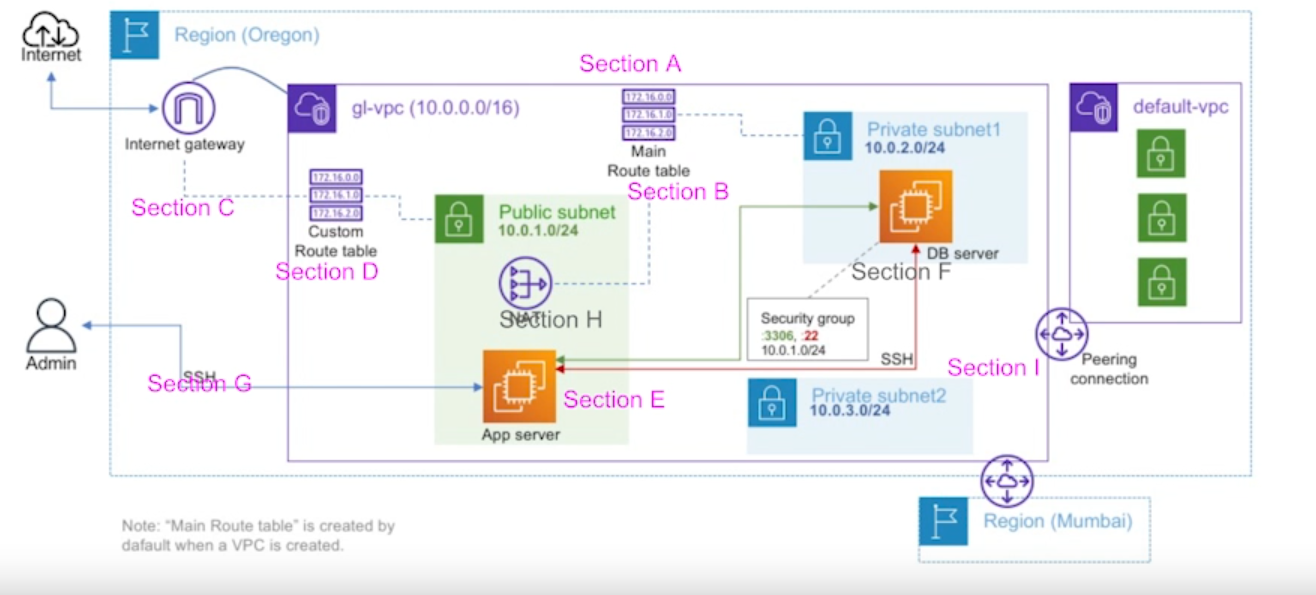 Internet
Region (Oregon)
Section A
gl-vpc (10.0.0.0/16)
172.16.0.0
172.16.1.0
172.16.2.0
Main
Route table
Section B
Private subnet1
10.0.2.0/24
default-vpc
Internet gateway
Section C
172.16.0.0
172.16.1.0
172.16.2.0
Custom
Route table
Section D
Public subnet
10.0.1.0/24
DB server
Section F
NAT
Section H
Security group
:3306, :22
10.0.1.0/24
SSH
Admin
SSH
Section G
App server
Section E
Section I
Peering
connection
Private subnet2
10.0.3.0/24
Region (Mumbai)
Note: “Main Route table” is created by
dafault when a VPC is created.